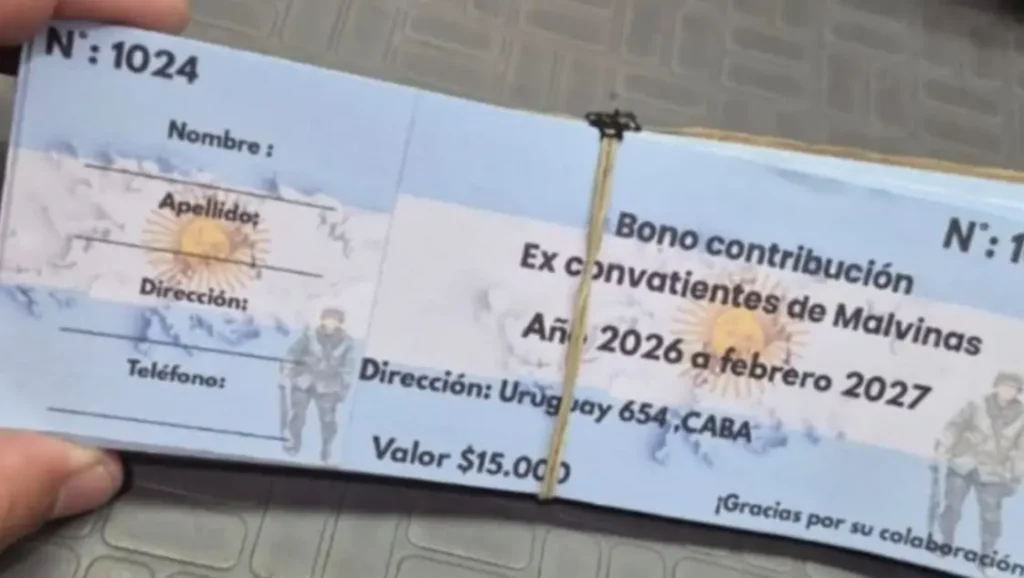 N°: 1024
Nombre :
Apellido:
Dirección:
Teléfono:
N°: 1
Bono contribución
Ex convatientes de Malvinas
Año 2026 a febrero 2027
Dirección: Uruguay 654 ,CABA
Valor $15.000
¡Gracias por su colaboración